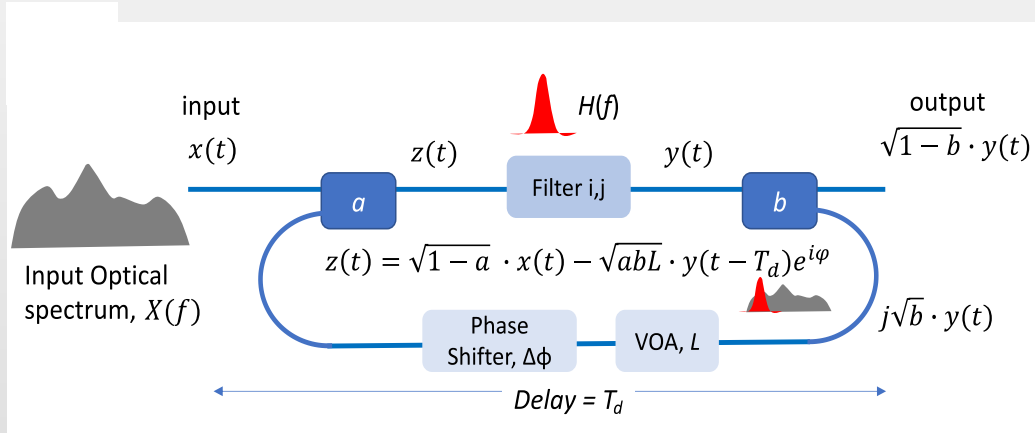 input
x(t)
H(f)
output
√1 − b · y(t)
z(t)
y(t)
Filter i,j
a
b
z(t) = √1 − a · x(t) − √abL · y(t − T_d)e^{iφ}
Input Optical
spectrum, X(f)
j√b · y(t)
Phase
Shifter, Δϕ
VOA, L
Delay = T_d